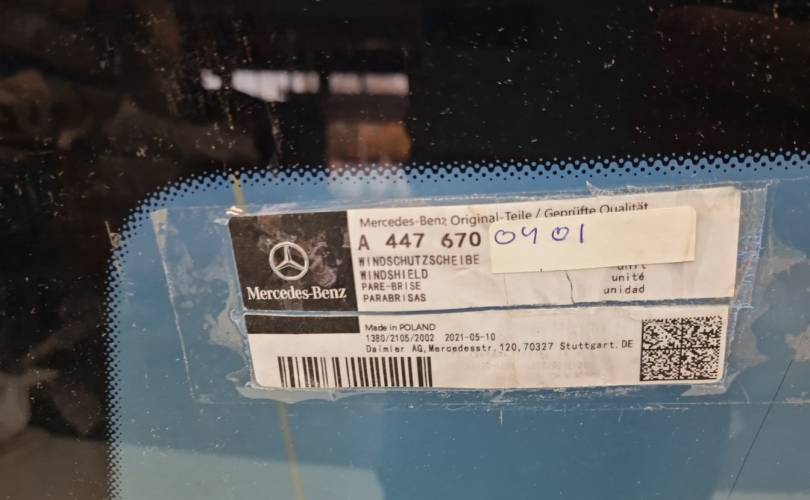 Mercedes-Benz Original-Teile / Geprüfte Qualität
A 447 670 0401
WINDSCHUTZSCHEIBE
WINDSHIELD
PARE-BRISE
PARABRISAS
unit
unité
unidad
Mercedes-Benz
Made in POLAND
1380/2105/2002 2021-05-10
Daimler AG,Mercedesstr.120,70327 Stuttgart.DE